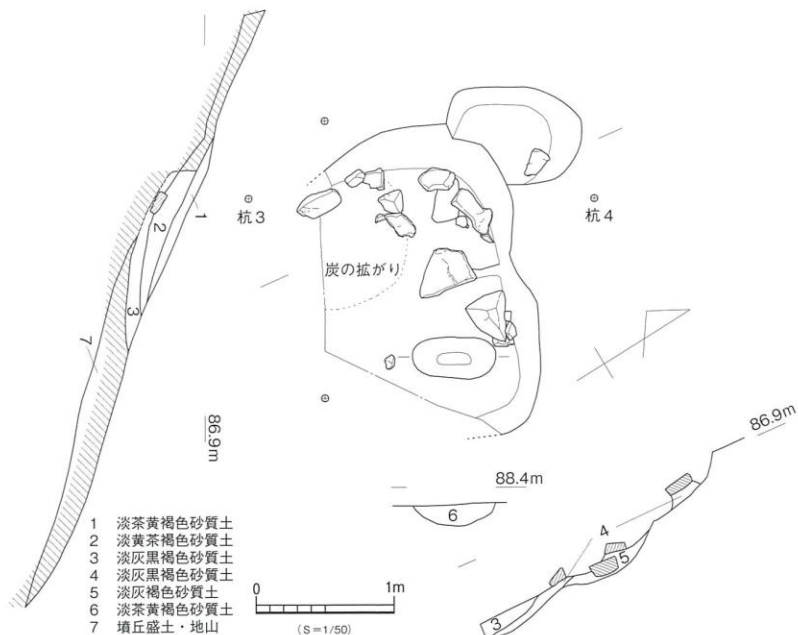 1
杭3
杭4
2
炭の拡がり
3
7
86.9m
86.9m
88.4m
6
4
5
3
1 淡茶黄褐色砂質土
2 淡黄茶褐色砂質土
3 淡灰黒褐色砂質土
4 淡灰黒褐色砂質土
5 淡灰褐色砂質土
6 淡茶黄褐色砂質土
7 墳丘盛土・地山
0 1m
(S=1/50)